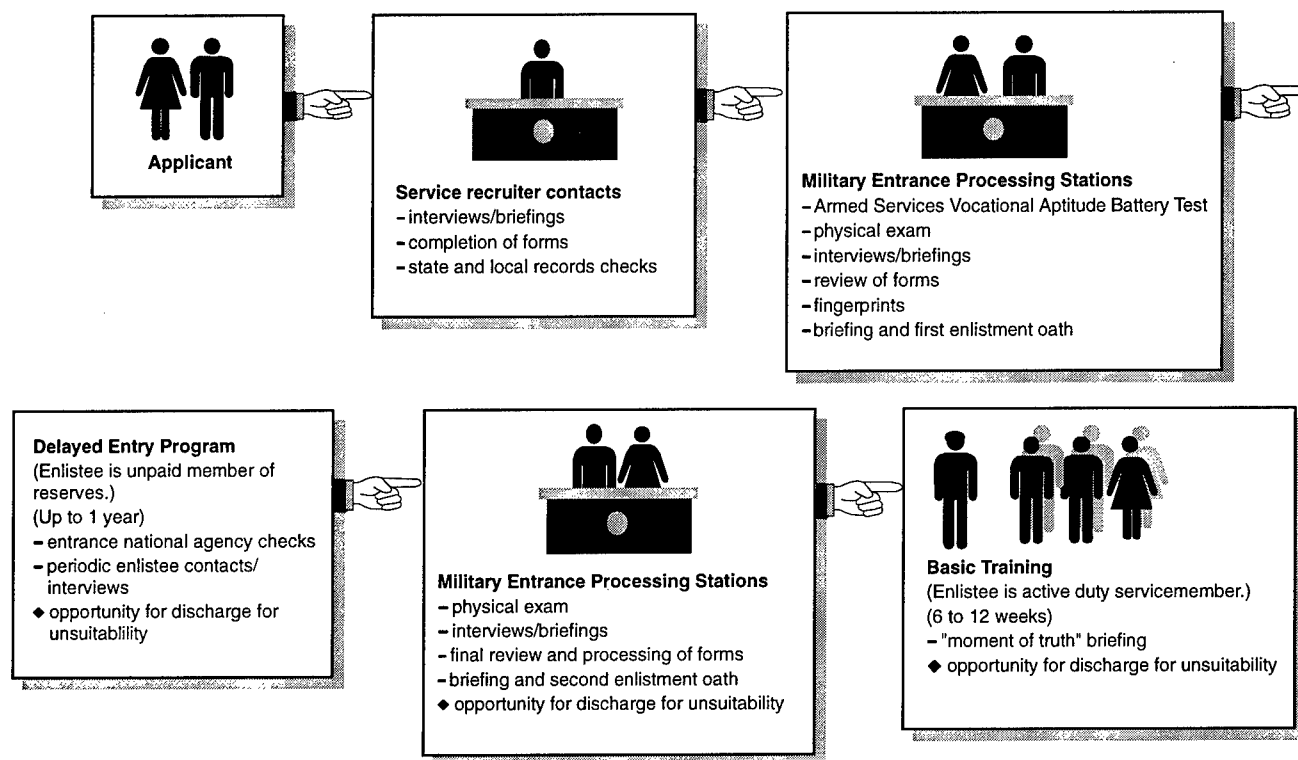 Applicant
Service recruiter contacts
– interviews/briefings
– completion of forms
– state and local records checks
Military Entrance Processing Stations
– Armed Services Vocational Aptitude Battery Test
– physical exam
– interviews/briefings
– review of forms
– fingerprints
– briefing and first enlistment oath
Delayed Entry Program
(Enlistee is unpaid member of
reserves.)
(Up to 1 year)
– entrance national agency checks
– periodic enlistee contacts/
interviews
◆ opportunity for discharge for
unsuitablility
Military Entrance Processing Stations
– physical exam
– interviews/briefings
– final review and processing of forms
– briefing and second enlistment oath
◆ opportunity for discharge for unsuitability
Basic Training
(Enlistee is active duty servicemember.)
(6 to 12 weeks)
– "moment of truth" briefing
◆ opportunity for discharge for unsuitability